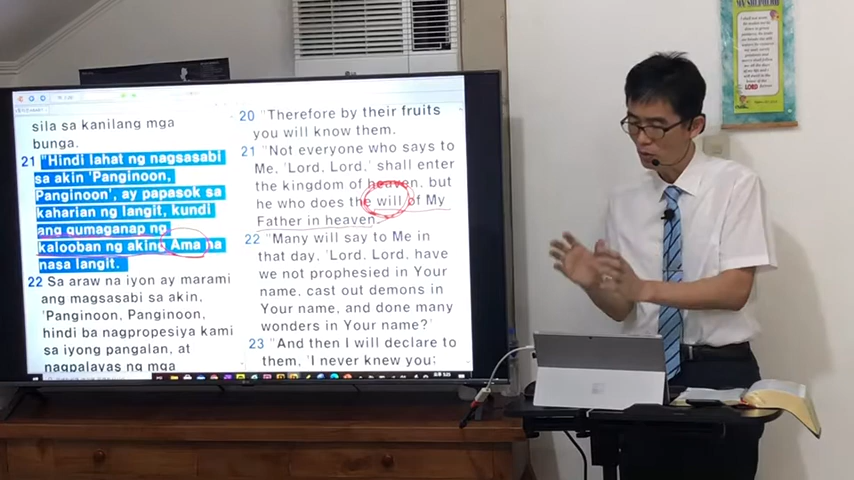 sila sa kanilang mga
bunga.
21 "Hindi lahat ng nagsasabi
sa akin 'Panginoon,
Panginoon', ay papasok sa
kaharian ng langit, kundi
ang gumaganap ng
kalooban ng aking Ama na
nasa langit.
22 Sa araw na iyon ay marami
ang magsasabi sa akin,
'Panginoon, Panginoon,
hindi ba nagpropesiya kami
sa iyong pangalan, at
nagpalayas ng mga
20 "Therefore by their fruits
you will know them.
21 "Not everyone who says to
Me, 'Lord, Lord,' shall enter
the kingdom of heaven, but
he who does the will of My
Father in heaven.
22 "Many will say to Me in
that day, 'Lord, Lord, have
we not prophesied in Your
name, cast out demons in
Your name, and done many
wonders in Your name?'
23 "And then I will declare to
them, 'I never knew you;
MY SHEPHERD
LORD